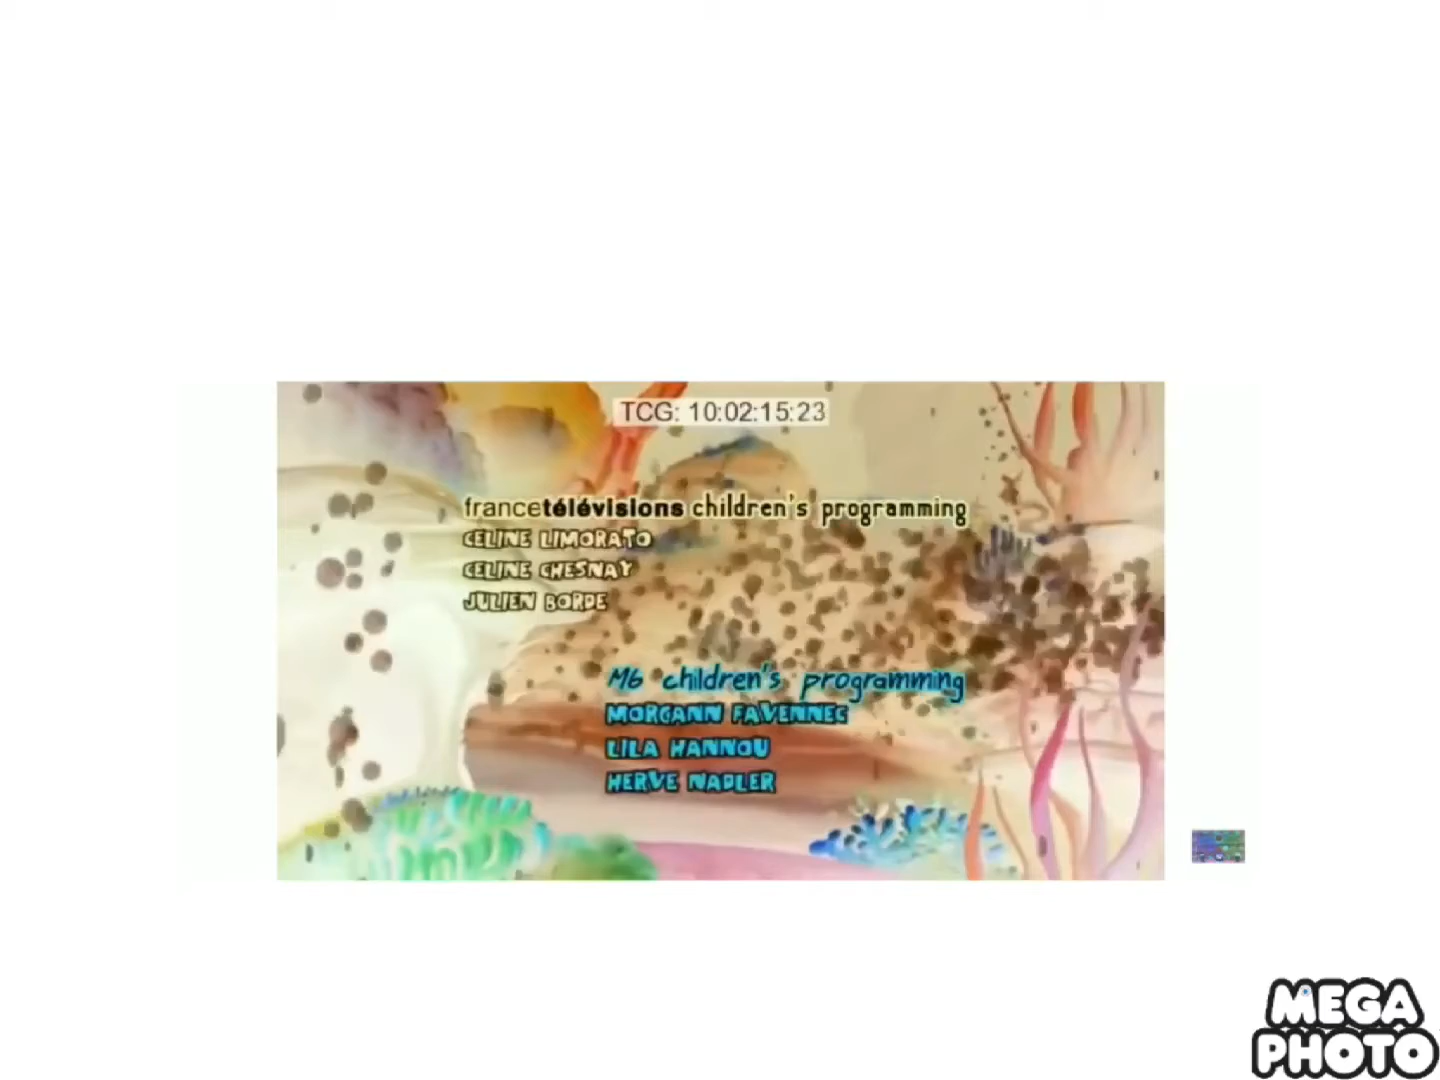 TCG: 10:02:15:23
francetélévisions children's programming
CELINE LIMORATO
CELINE CHESNAY
JULIEN BORDE
M6 children's programming
MORGANN FAVENNEC
LILA HANNOU
HERVE NADLER
MEGA
PHOTO